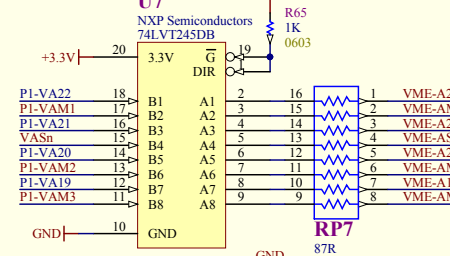 U7
NXP Semiconductors
74LVT245DB
R65
1K
0603
+3.3V 20 3.3V G 19
DIR 1
P1-VA22 18 B1 A1 2 16 1 VME-A2
P1-VAM1 17 B2 A2 3 15 2 VME-AM
P1-VA21 16 B3 A3 4 14 3 VME-A2
VASn 15 B4 A4 5 13 4 VME-AS
P1-VA20 14 B5 A5 6 12 5 VME-A2
P1-VAM2 13 B6 A6 7 11 6 VME-AM
P1-VA19 12 B7 A7 8 10 7 VME-A1
P1-VAM3 11 B8 A8 9 9 8 VME-AM
GND 10 GND
RP7
87R
GND